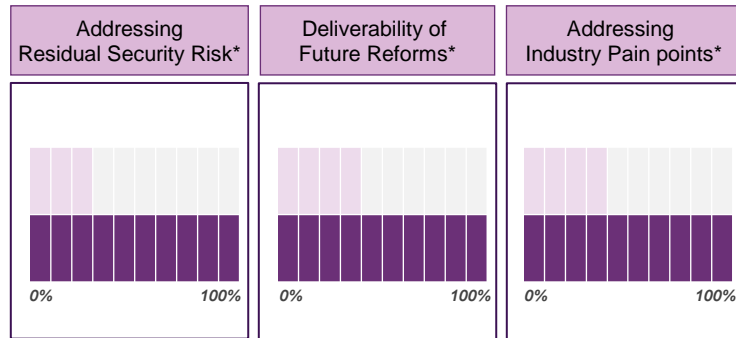 Addressing
Residual Security Risk*
Deliverability of
Future Reforms*
Addressing
Industry Pain points*
0% 100%
0% 100%
0% 100%